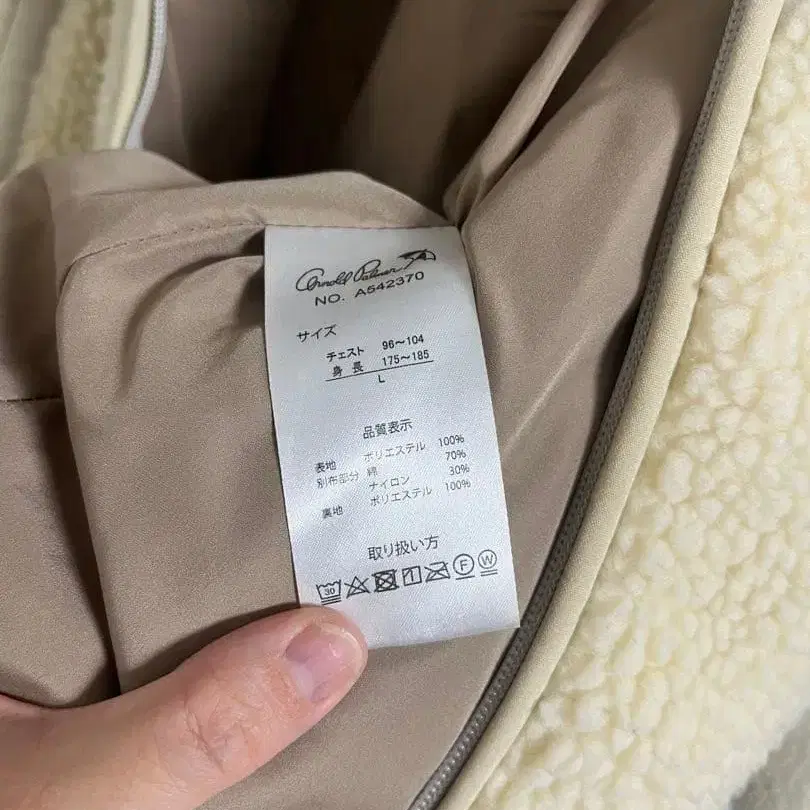 Arnold Palmer
NO. A542370
サイズ
チェスト 96〜104
身長 175〜185
L
品質表示
表地 ポリエステル 100%
別布部分 綿 70%
ナイロン 30%
裏地 ポリエステル 100%
取り扱い方
30 F W